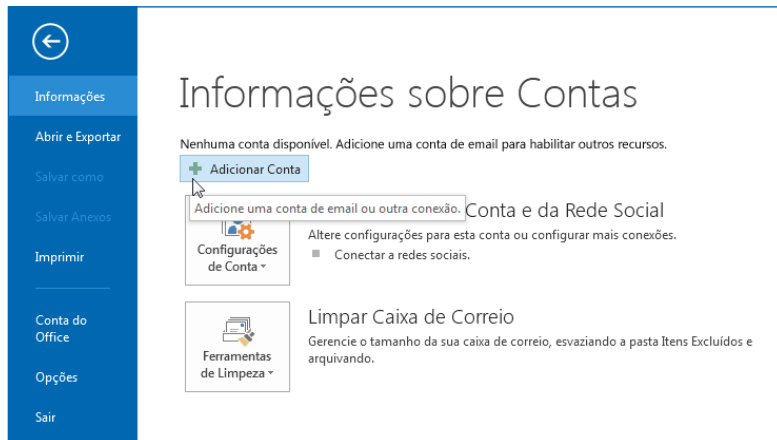 Informações
Abrir e Exportar
Salvar como
Salvar Anexos
Imprimir
Conta do
Office
Opções
Sair
Informações sobre Contas
Nenhuma conta disponível. Adicione uma conta de email para habilitar outros recursos.
Adicionar Conta
Adicione uma conta de email ou outra conexão.
Conta e da Rede Social
Configurações
de Conta
Altere configurações para esta conta ou configurar mais conexões.
Conectar a redes sociais.
Ferramentas
de Limpeza
Limpar Caixa de Correio
Gerencie o tamanho da sua caixa de correio, esvaziando a pasta Itens Excluídos e
arquivando.